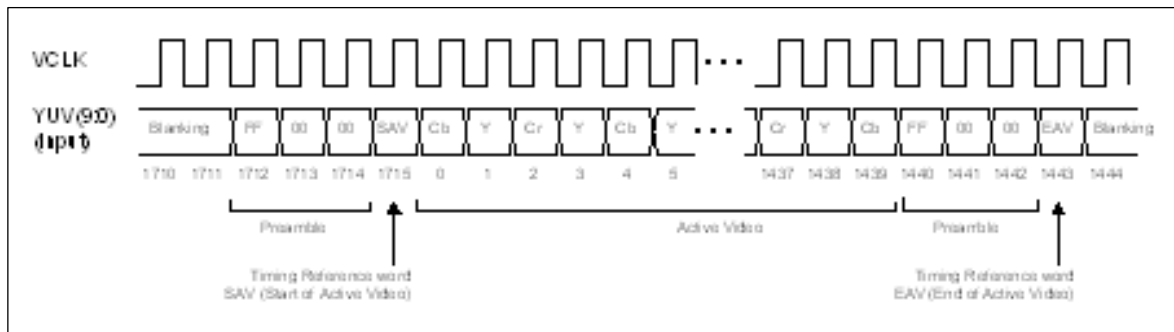 VCLK
YUV(9:0)
(Input)
Blanking FF 00 00 SAV Cb Y Cr Y Cb Y Cr Y Cb FF 00 00 EAV Blanking
1710 1711 1712 1713 1714 1715 0 1 2 3 4 5 1437 1438 1439 1440 1441 1442 1443 1444
Preamble Active Video Preamble
Timing Reference word
SAV (Start of Active Video)
Timing Reference word
EAV (End of Active Video)